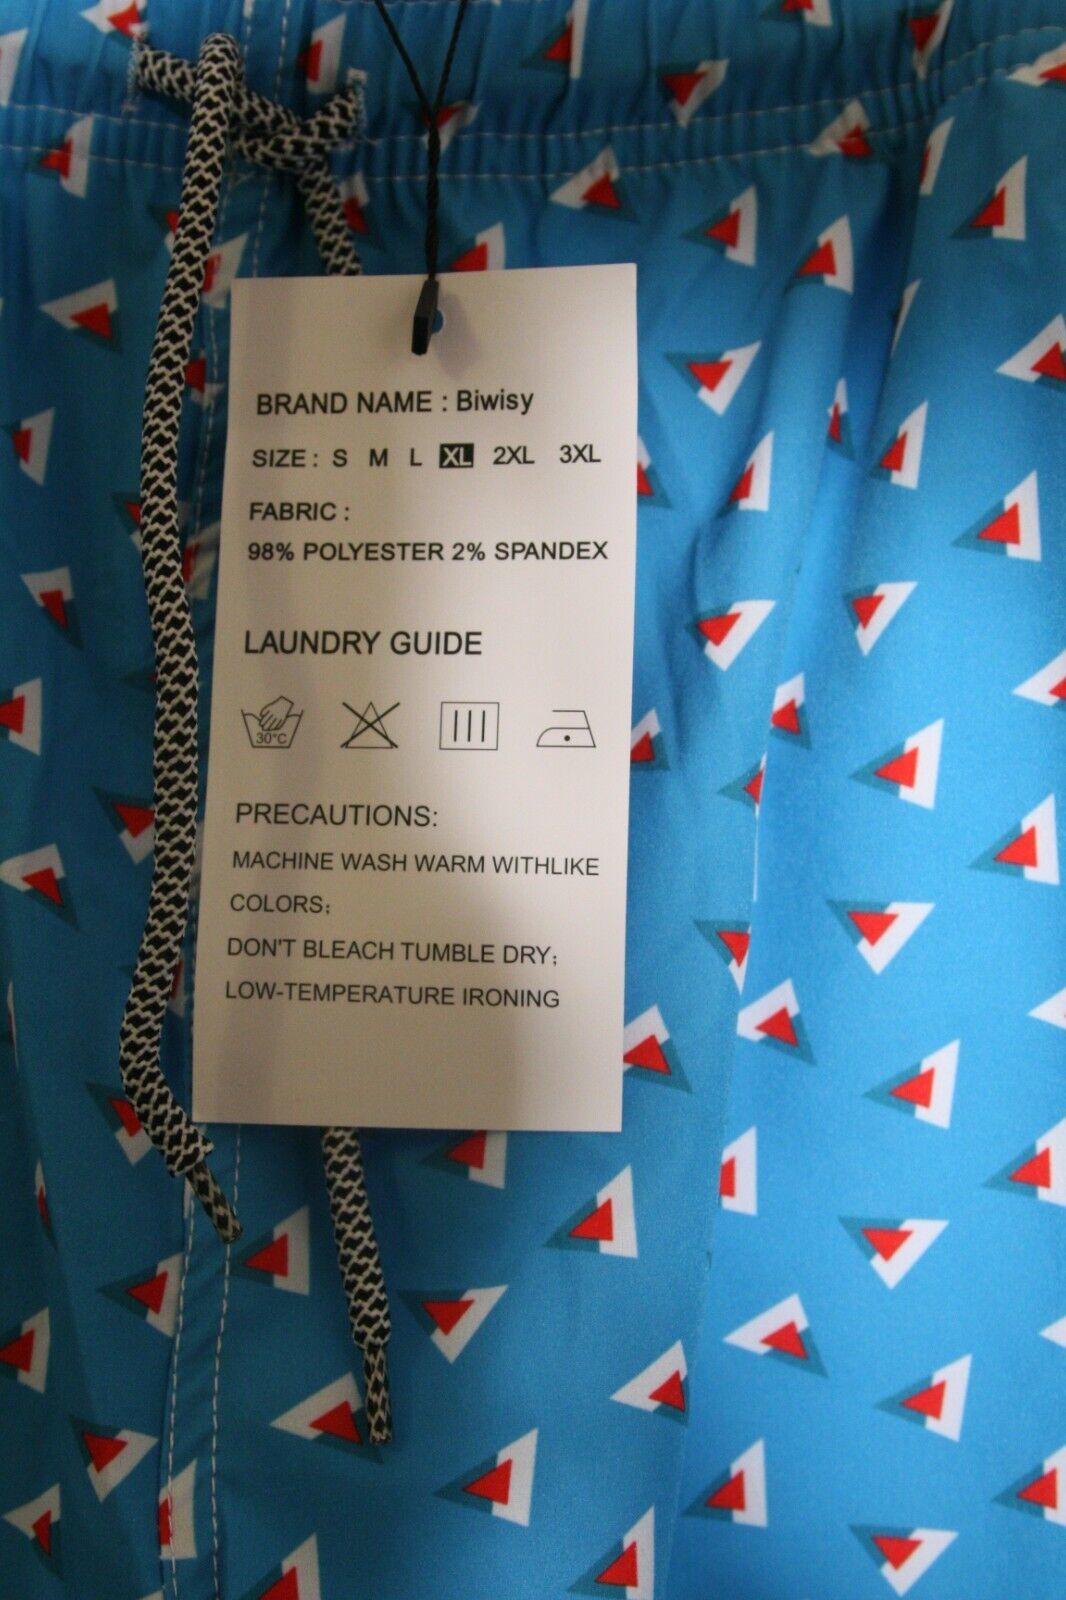 BRAND NAME : Biwisy
SIZE : S M L XL 2XL 3XL
FABRIC :
98% POLYESTER 2% SPANDEX
LAUNDRY GUIDE
30°C
PRECAUTIONS:
MACHINE WASH WARM WITHLIKE
COLORS;
DON'T BLEACH TUMBLE DRY;
LOW-TEMPERATURE IRONING